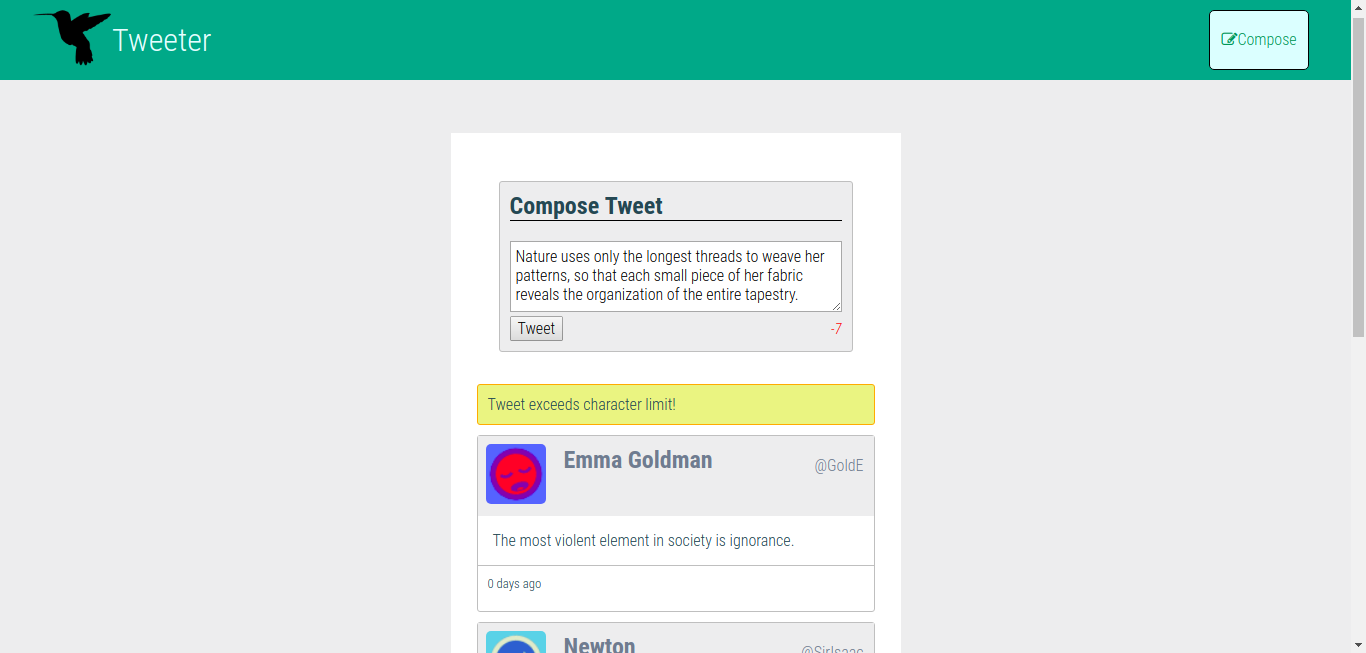 Tweeter
Compose
Compose Tweet
Nature uses only the longest threads to weave her
patterns, so that each small piece of her fabric
reveals the organization of the entire tapestry.
Tweet
-7
Tweet exceeds character limit!
Emma Goldman
@GoldE
The most violent element in society is ignorance.
0 days ago
Newton
@SirIsaac